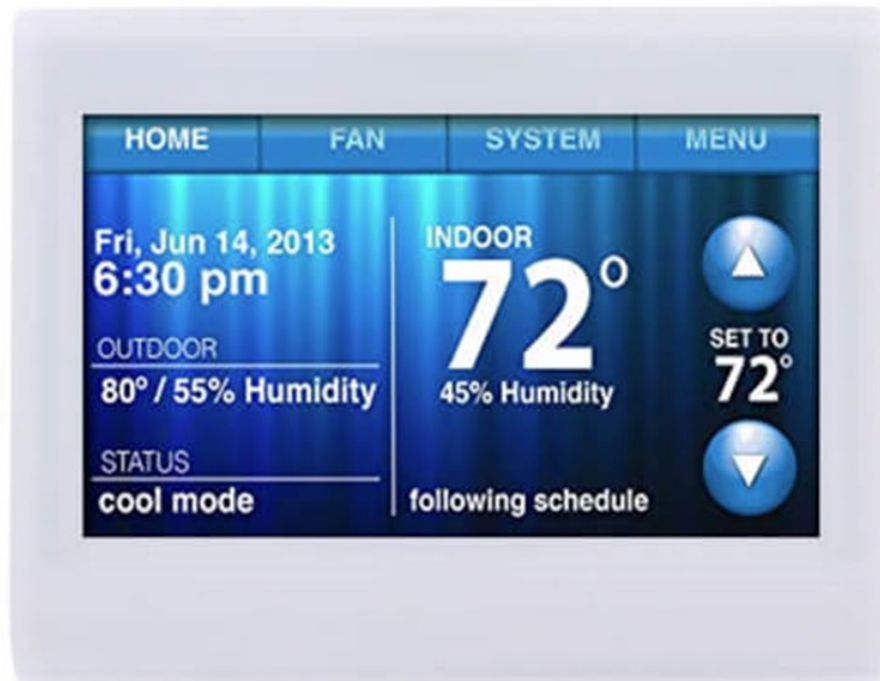 HOME FAN SYSTEM MENU
Fri, Jun 14, 2013
6:30 pm
OUTDOOR
80° / 55% Humidity
STATUS
cool mode
INDOOR
72°
45% Humidity
following schedule
SET TO
72°